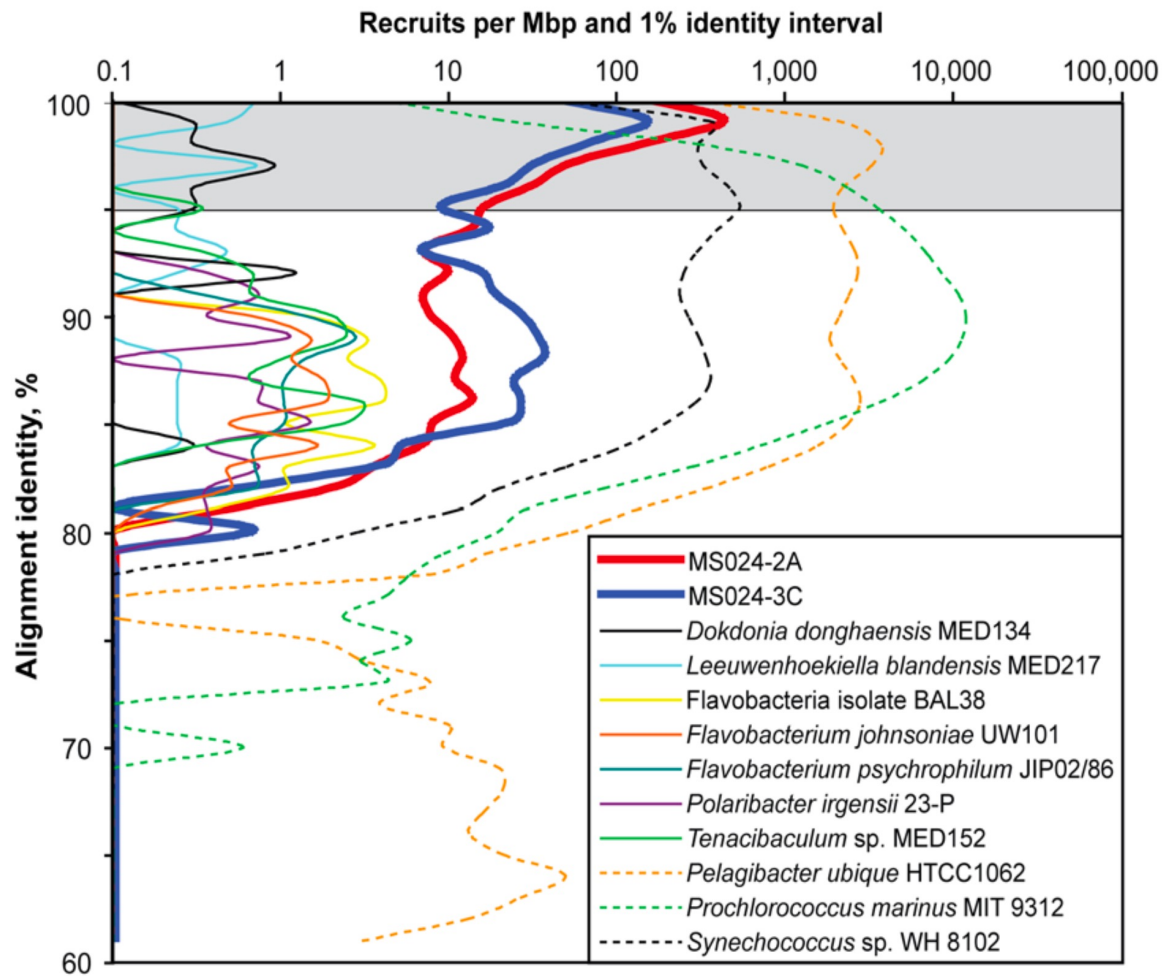 Recruits per Mbp and 1% identity interval
0.1 1 10 100 1,000 10,000 100,000
100
90
80
70
60
Alignment identity, %
MS024-2A
MS024-3C
Dokdonia donghaensis MED134
Leeuwenhoekiella blandensis MED217
Flavobacteria isolate BAL38
Flavobacterium johnsoniae UW101
Flavobacterium psychrophilum JIP02/86
Polaribacter irgensii 23-P
Tenacibaculum sp. MED152
Pelagibacter ubique HTCC1062
Prochlorococcus marinus MIT 9312
Synechococcus sp. WH 8102